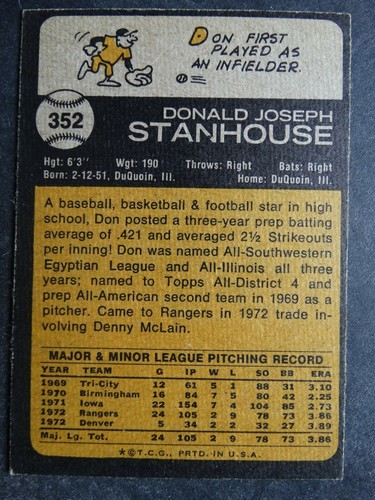 DON FIRST
PLAYED AS
AN INFIELDER.
352
DONALD JOSEPH
STANHOUSE
Hgt: 6'3" Wgt: 190 Throws: Right Bats: Right
Born: 2-12-51, DuQuoin, Ill. Home: DuQuoin, Ill.
A baseball, basketball & football star in
high school, Don posted a three-year prep batting
average of .421 and averaged 2½ Strikeouts
per inning! Don was named All-Southwestern
Egyptian League and All-Illinois all three
years; named to Topps All-District 4 and
prep All-American second team in 1969 as a
pitcher. Came to Rangers in 1972 trade in-
volving Denny McLain.
MAJOR & MINOR LEAGUE PITCHING RECORD
YEAR TEAM G IP W L SO BB ERA
1969 Tri-City 12 61 5 1 88 31 3.10
1970 Birmingham 16 84 7 5 80 42 2.25
1971 Iowa 22 154 7 4 104 85 2.73
1972 Rangers 24 105 2 9 78 73 3.86
1972 Denver 5 34 2 2 32 27 3.89
Maj. Lg. Tot. 24 105 2 9 78 73 3.86
*©T.C.G., PRTD. IN U.S.A.